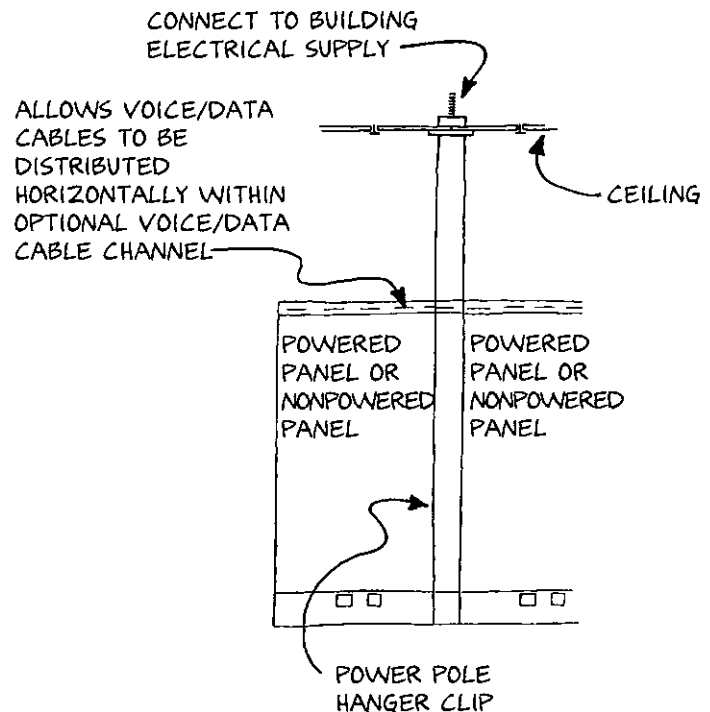 CONNECT TO BUILDING
ELECTRICAL SUPPLY
ALLOWS VOICE/DATA
CABLES TO BE
DISTRIBUTED
HORIZONTALLY WITHIN
OPTIONAL VOICE/DATA
CABLE CHANNEL
CEILING
POWERED
PANEL OR
NONPOWERED
PANEL
POWERED
PANEL OR
NONPOWERED
PANEL
POWER POLE
HANGER CLIP